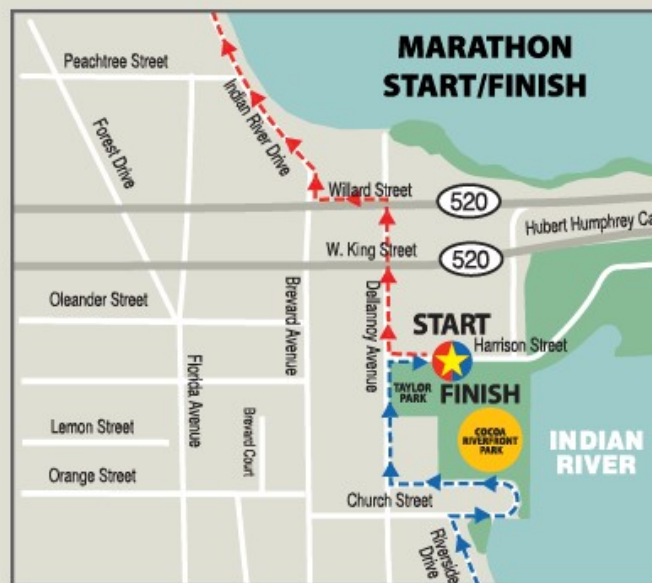 MARATHON
START/FINISH
Peachtree Street
Indian River Drive
Forest Drive
Willard Street
520
Hubert Humphrey Ca
W. King Street
520
Oleander Street
Brevard Avenue
Dellannoy Avenue
START
Harrison Street
Florida Avenue
TAYLOR
PARK
FINISH
COCOA
RIVERFRONT
PARK
INDIAN
RIVER
Lemon Street
Brevard Court
Orange Street
Church Street
Riverside
Drive